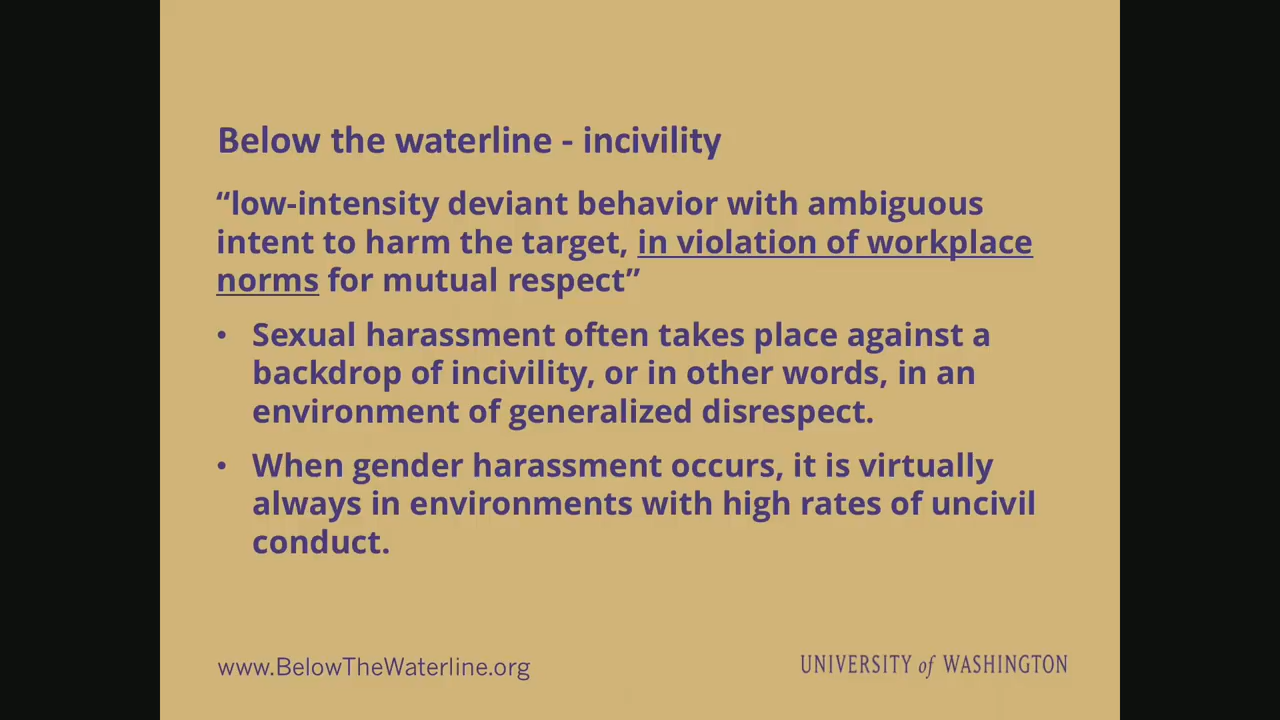 Below the waterline - incivility
“low-intensity deviant behavior with ambiguous
intent to harm the target, in violation of workplace
norms for mutual respect”
• Sexual harassment often takes place against a
backdrop of incivility, or in other words, in an
environment of generalized disrespect.
• When gender harassment occurs, it is virtually
always in environments with high rates of uncivil
conduct.
www.BelowTheWaterline.org
UNIVERSITY of WASHINGTON